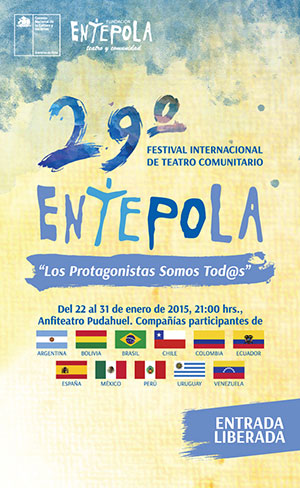 FUNDACIÓN
ENTEPOLA
teatro y comunidad
29º
FESTIVAL INTERNACIONAL
DE TEATRO COMUNITARIO
ENTEPOLA
“Los Protagonistas Somos Tod@s”
Del 22 al 31 de enero de 2015, 21:00 hrs.,
Anfiteatro Pudahuel. Compañías participantes de
ARGENTINA BOLIVIA BRASIL CHILE COLOMBIA ECUADOR
ESPAÑA MÉXICO PERÚ URUGUAY VENEZUELA
ENTRADA
LIBERADA